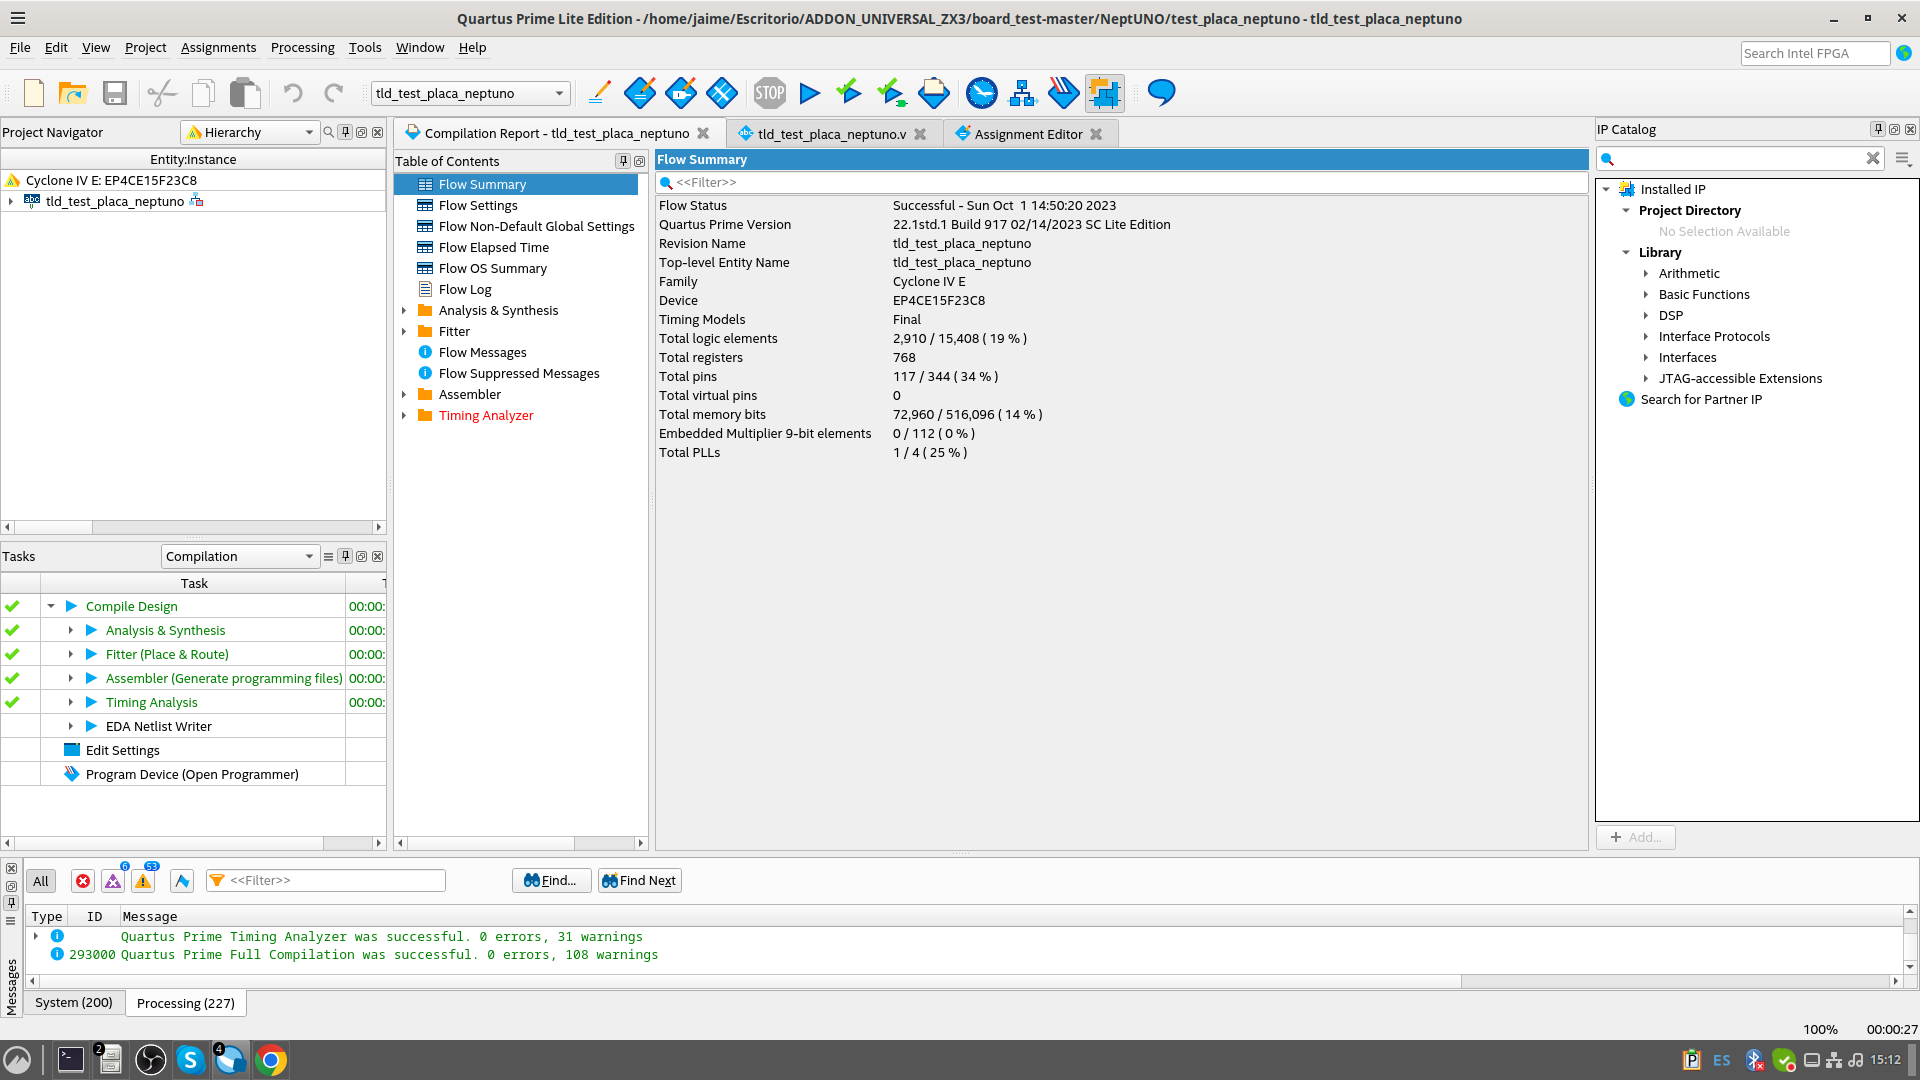 Quartus Prime Lite Edition - /home/jaime/Escritorio/ADDON_UNIVERSAL_ZX3/board_test-master/NeptUNO/test_placa_neptuno - tld_test_placa_neptuno
File Edit View Project Assignments Processing Tools Window Help
Search Intel FPGA
tld_test_placa_neptuno
STOP
Project Navigator
Hierarchy
Entity:Instance
Cyclone IV E: EP4CE15F23C8
tld_test_placa_neptuno
Tasks
Compilation
Task
T
Compile Design 00:00:
Analysis & Synthesis 00:00:
Fitter (Place & Route) 00:00:
Assembler (Generate programming files) 00:00:
Timing Analysis 00:00:
EDA Netlist Writer
Edit Settings
Program Device (Open Programmer)
Compilation Report - tld_test_placa_neptuno
tld_test_placa_neptuno.v
Assignment Editor
Table of Contents
Flow Summary
Flow Settings
Flow Non-Default Global Settings
Flow Elapsed Time
Flow OS Summary
Flow Log
Analysis & Synthesis
Fitter
Flow Messages
Flow Suppressed Messages
Assembler
Timing Analyzer
Flow Summary
<<Filter>>
Flow Status Successful - Sun Oct 1 14:50:20 2023
Quartus Prime Version 22.1std.1 Build 917 02/14/2023 SC Lite Edition
Revision Name tld_test_placa_neptuno
Top-level Entity Name tld_test_placa_neptuno
Family Cyclone IV E
Device EP4CE15F23C8
Timing Models Final
Total logic elements 2,910 / 15,408 ( 19 % )
Total registers 768
Total pins 117 / 344 ( 34 % )
Total virtual pins 0
Total memory bits 72,960 / 516,096 ( 14 % )
Embedded Multiplier 9-bit elements 0 / 112 ( 0 % )
Total PLLs 1 / 4 ( 25 % )
IP Catalog
Installed IP
Project Directory
No Selection Available
Library
Arithmetic
Basic Functions
DSP
Interface Protocols
Interfaces
JTAG-accessible Extensions
Search for Partner IP
Add...
Messages
All
6
53
<<Filter>>
Find...
Find Next
Type ID Message
Quartus Prime Timing Analyzer was successful. 0 errors, 31 warnings
293000 Quartus Prime Full Compilation was successful. 0 errors, 108 warnings
System (200)
Processing (227)
100% 00:00:27
2
4
ES
15:12